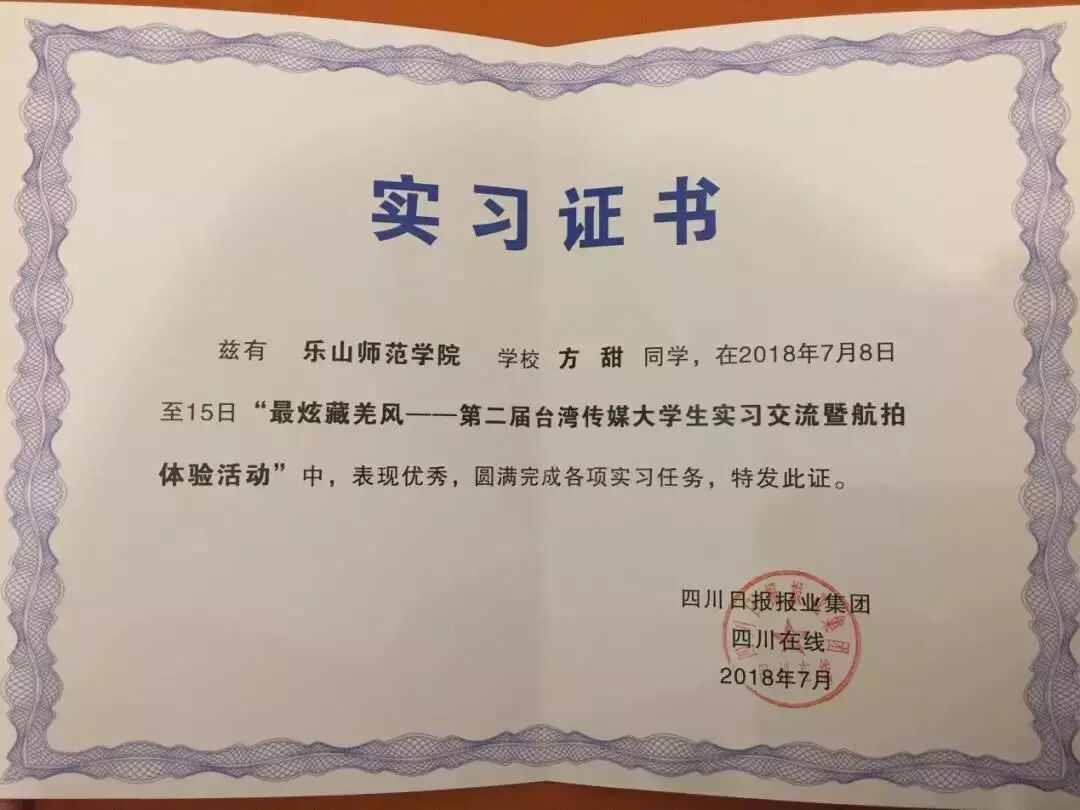 实习证书
兹有 乐山师范学院 学校 方 甜 同学，在2018年7月8日
至15日“最炫藏羌风——第二届台湾传媒大学生实习交流暨航拍
体验活动”中，表现优秀，圆满完成各项实习任务，特发此证。
四川日报报业集团
四川在线
2018年7月